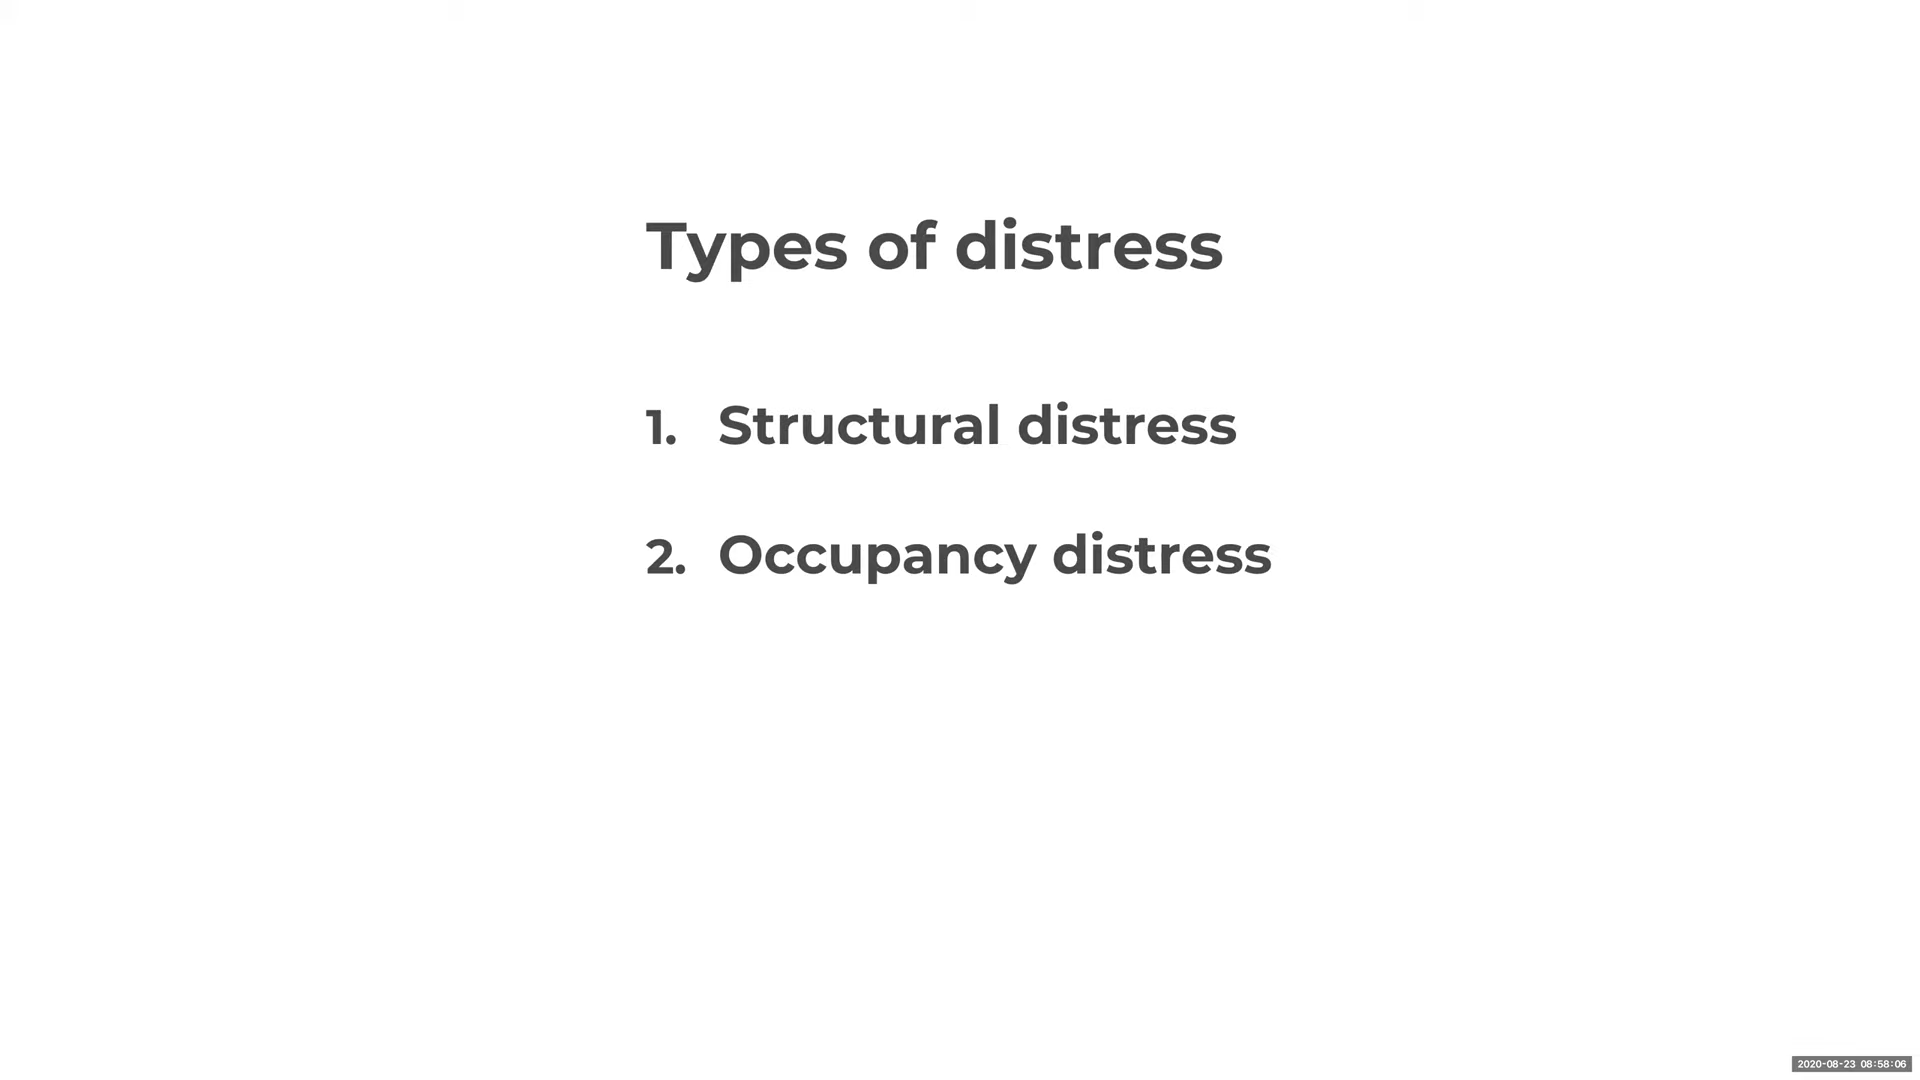 Types of distress
1. Structural distress
2. Occupancy distress
2020-08-23 08:58:06